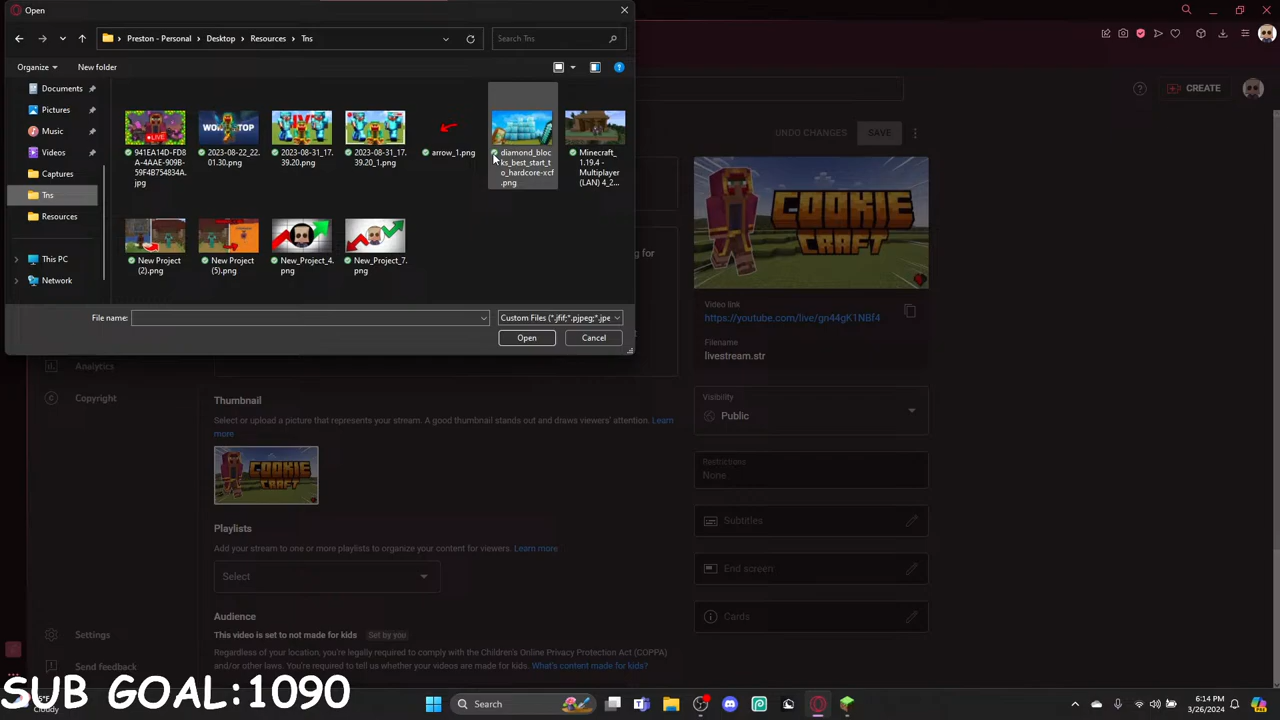 Open
Preston - Personal
Desktop
Resources
Tns
Search Tns
Organize
New folder
Documents
Pictures
Music
Videos
Captures
Tns
Resources
This PC
Network
941EA14D-FD8
A-4AAE-909B-
59F4B754834A.
jpg
2023-08-22_22.
01.30.png
2023-08-31_17.
39.20.png
2023-08-31_17.
39.20_1.png
arrow_1.png
diamond_bloc
ks_best_start_t
o_hardcore-xcf
.png
Minecraft_
1.19.4 -
Multiplayer
(LAN) 4_2...
New Project
(2).png
New Project
(5).png
New_Project_4.
png
New_Project_7.
png
LIVE
File name:
Custom Files (*.jfif;*.pjpeg;*.jpe
Open
Cancel
CREATE
UNDO CHANGES
SAVE
g for
COOKIE
CRAFT
Video link
https://youtube.com/live/gn44gK1NBf4
Filename
livestream.str
Visibility
Public
Restrictions
None
Subtitles
End screen
Cards
Analytics
Copyright
Settings
Send feedback
Thumbnail
Select or upload a picture that represents your stream. A good thumbnail stands out and draws viewers' attention. Learn
more
COOKIE
CRAFT
Playlists
Add your stream to one or more playlists to organize your content for viewers. Learn more
Select
Audience
This video is set to not made for kids
Set by you
Regardless of your location, you're legally required to comply with the Children's Online Privacy Protection Act (COPPA)
and/or other laws. You're required to tell us whether your videos are made for kids. What's content made for kids?
SUB GOAL:1090
Cloudy
Search
6:14 PM
3/26/2024